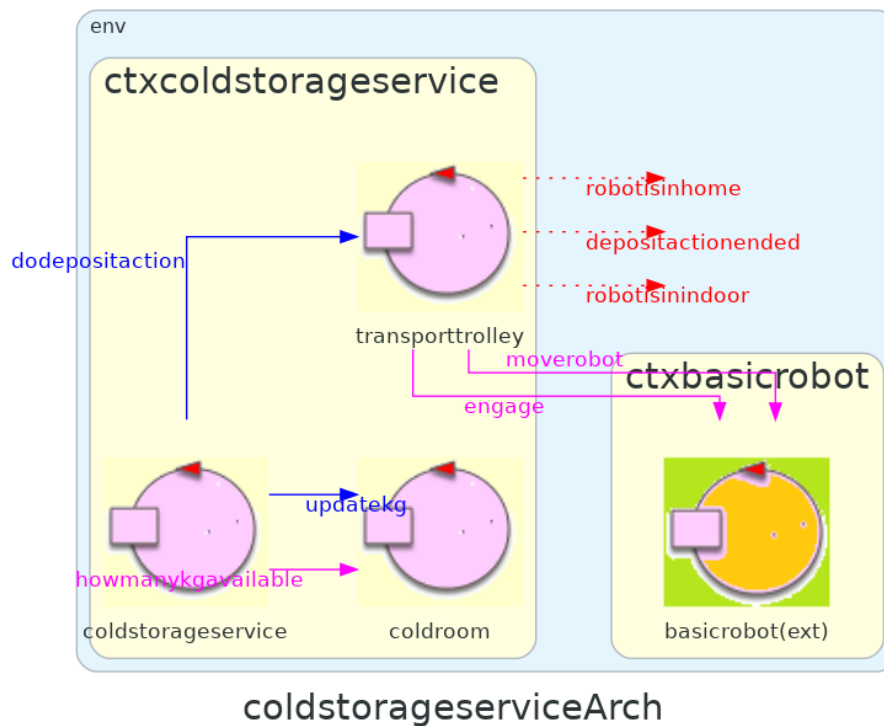 env
ctxcoldstorageservice
robotisinhome
dodepositaction
depositactionended
robotisinindoor
transporttrolley
moverobot
ctxbasicrobot
engage
updatekg
howmanykgavailable
coldstorageservice
coldroom
basicrobot(ext)
coldstorageserviceArch